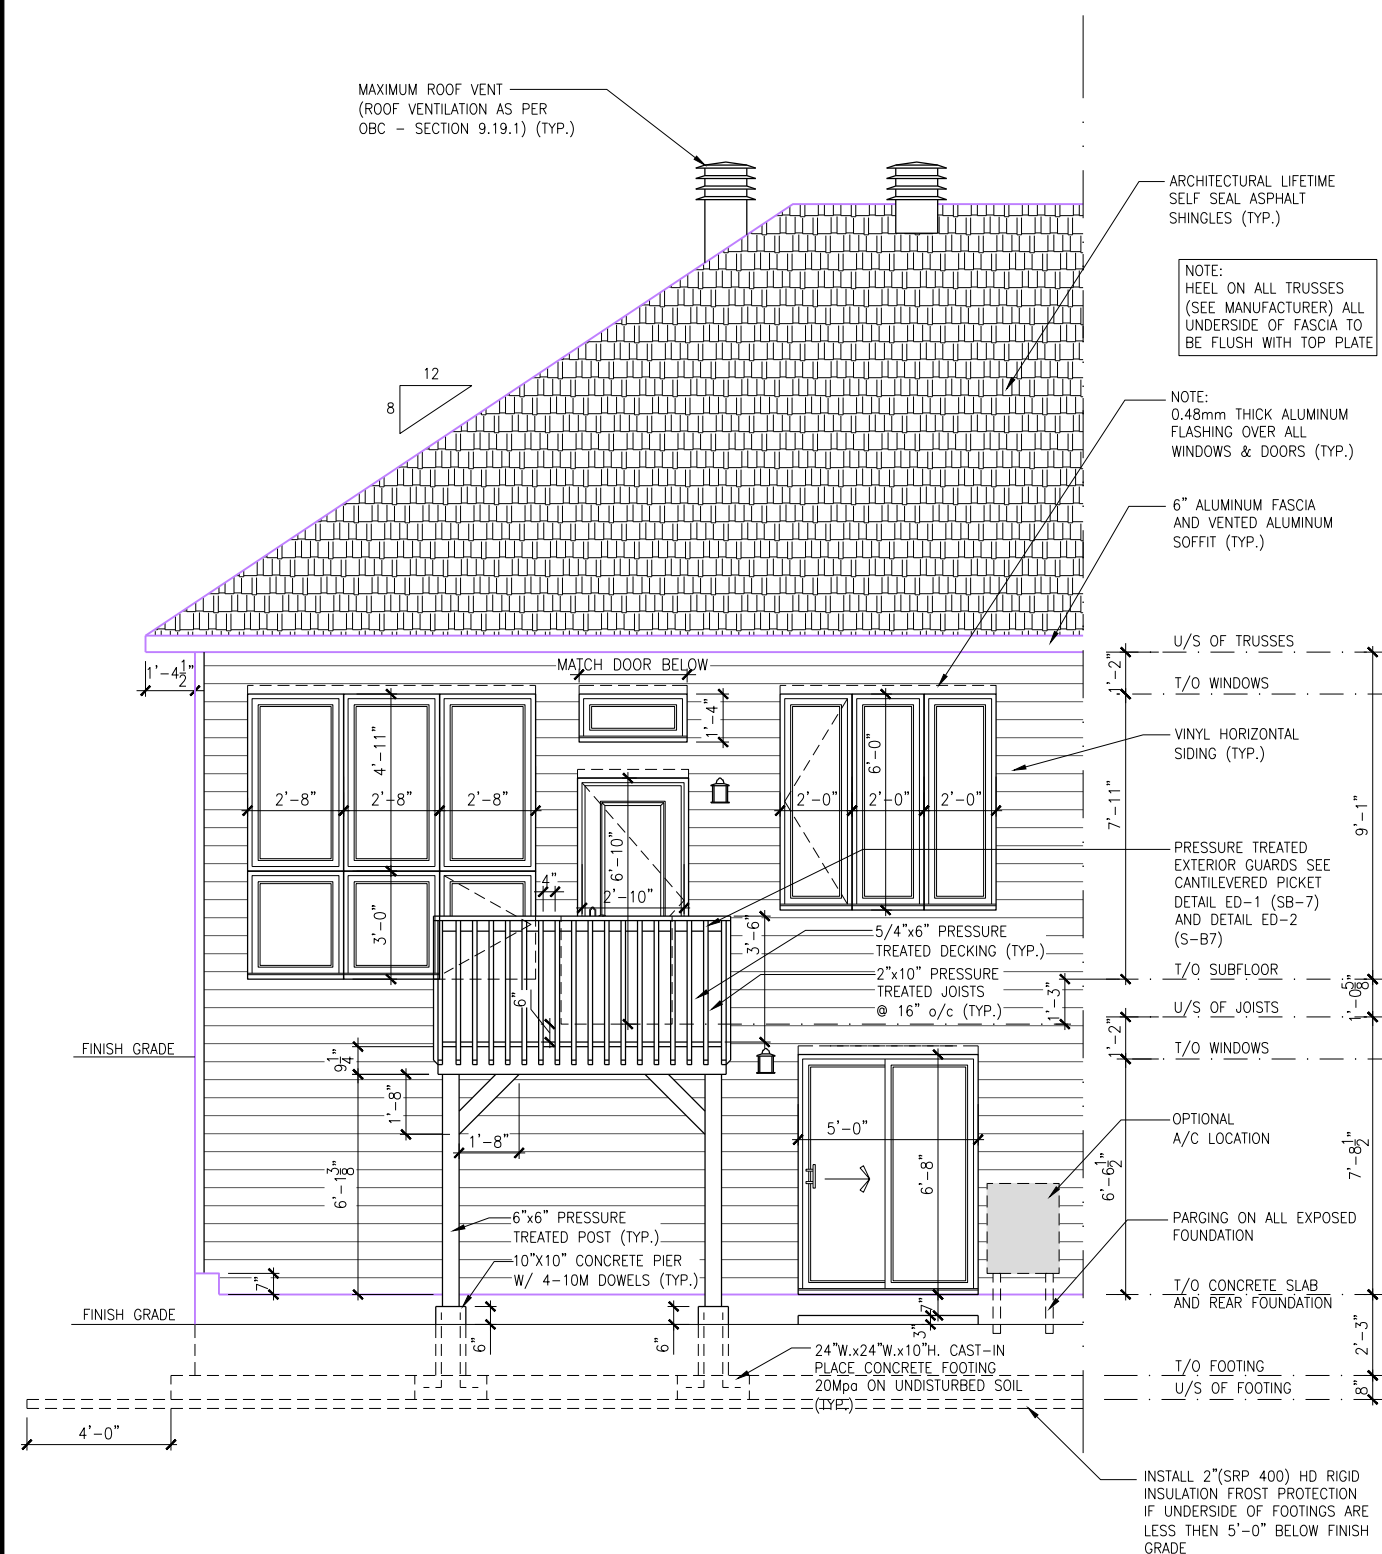 MAXIMUM ROOF VENT
(ROOF VENTILATION AS PER
OBC – SECTION 9.19.1) (TYP.)
ARCHITECTURAL LIFETIME
SELF SEAL ASPHALT
SHINGLES (TYP.)
NOTE:
HEEL ON ALL TRUSSES
(SEE MANUFACTURER) ALL
UNDERSIDE OF FASCIA TO
BE FLUSH WITH TOP PLATE
12
8
NOTE:
0.48mm THICK ALUMINUM
FLASHING OVER ALL
WINDOWS & DOORS (TYP.)
6" ALUMINUM FASCIA
AND VENTED ALUMINUM
SOFFIT (TYP.)
U/S OF TRUSSES
MATCH DOOR BELOW
1'-4 1/2"
1'-2"
T/O WINDOWS
1'-4"
4'-11"
6'-0"
VINYL HORIZONTAL
SIDING (TYP.)
2'-8"
2'-8"
2'-8"
2'-0"
2'-0"
2'-0"
7'-11"
9'-1"
6'-10"
PRESSURE TREATED
EXTERIOR GUARDS SEE
CANTILEVERED PICKET
DETAIL ED-1 (SB-7)
AND DETAIL ED-2
(S-B7)
4"
2'-10"
3'-0"
3'-6"
5/4"x6" PRESSURE
TREATED DECKING (TYP.)
2"x10" PRESSURE
TREATED JOISTS
@ 16" o/c (TYP.)
T/O SUBFLOOR
6"
1'-3"
1'-0 5/8"
U/S OF JOISTS
1'-2"
T/O WINDOWS
FINISH GRADE
9 1/4"
1'-8"
1'-8"
5'-0"
OPTIONAL
A/C LOCATION
6'-1 3/8"
6'-8"
6'-6 1/2"
7'-8 1/2"
6"x6" PRESSURE
TREATED POST (TYP.)
10"X10" CONCRETE PIER
W/ 4-10M DOWELS (TYP.)
PARGING ON ALL EXPOSED
FOUNDATION
7"
T/O CONCRETE SLAB
AND REAR FOUNDATION
FINISH GRADE
6"
6"
7"
3"
2'-3"
24"W.x24"W.x10"H. CAST-IN
PLACE CONCRETE FOOTING
20Mpa ON UNDISTURBED SOIL
(TYP.)
T/O FOOTING
U/S OF FOOTING
8"
4'-0"
INSTALL 2"(SRP 400) HD RIGID
INSULATION FROST PROTECTION
IF UNDERSIDE OF FOOTINGS ARE
LESS THEN 5'-0" BELOW FINISH
GRADE